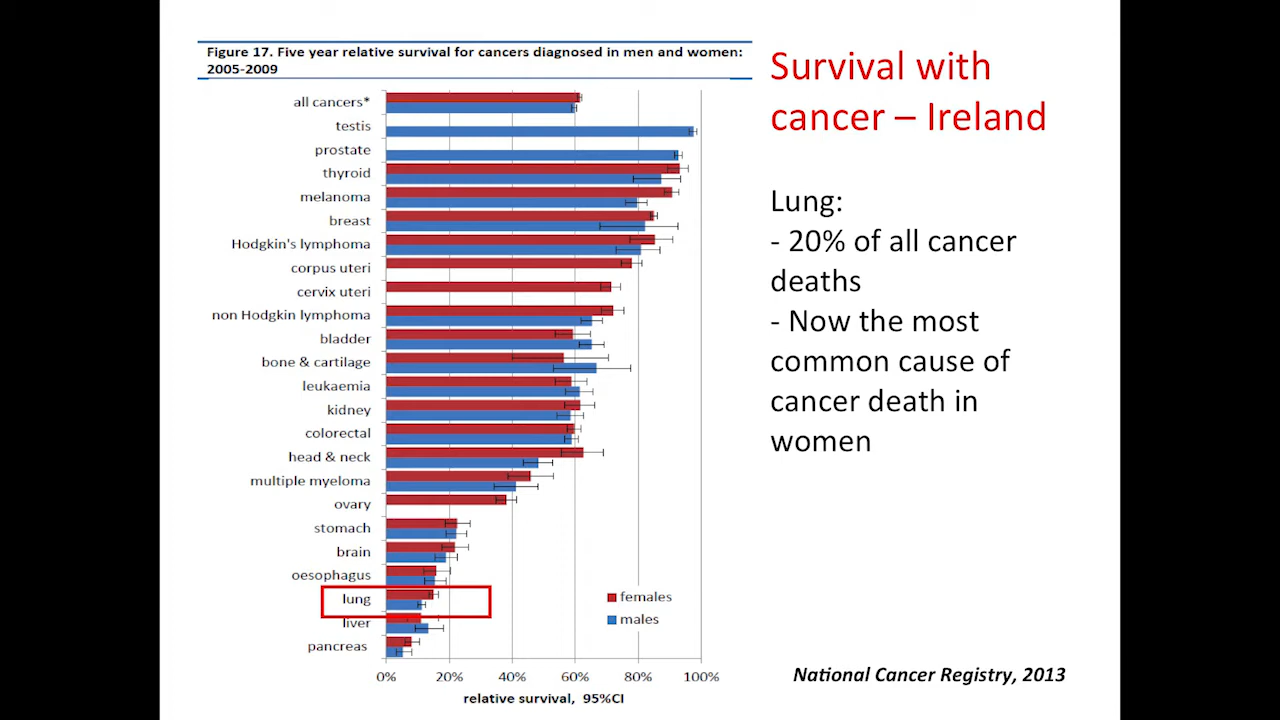 Figure 17. Five year relative survival for cancers diagnosed in men and women:
2005-2009
all cancers*
testis
prostate
thyroid
melanoma
breast
Hodgkin's lymphoma
corpus uteri
cervix uteri
non Hodgkin lymphoma
bladder
bone & cartilage
leukaemia
kidney
colorectal
head & neck
multiple myeloma
ovary
stomach
brain
oesophagus
lung
liver
pancreas
females
males
0% 20% 40% 60% 80% 100%
relative survival, 95%CI
Survival with
cancer – Ireland
Lung:
- 20% of all cancer
deaths
- Now the most
common cause of
cancer death in
women
National Cancer Registry, 2013